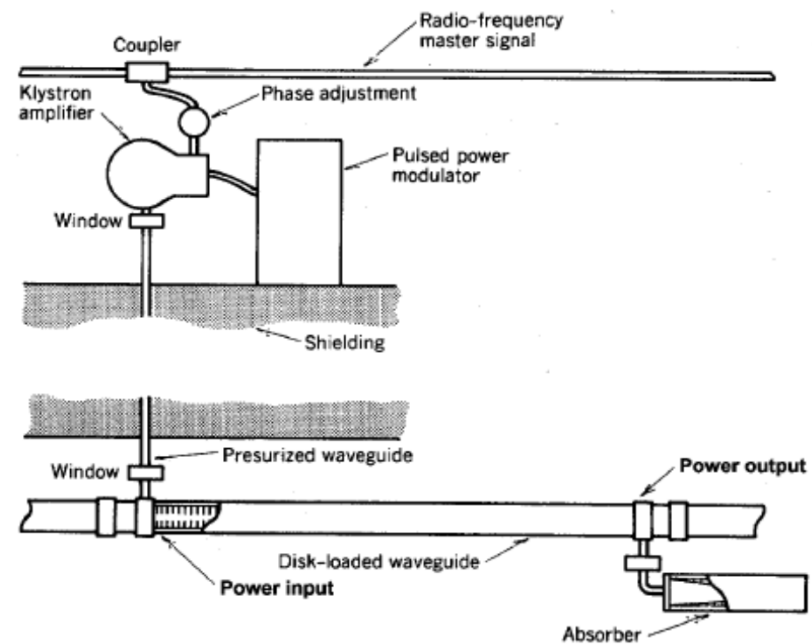 Radio-frequency
master signal
Coupler
Klystron
amplifier
Phase adjustment
Pulsed power
modulator
Window
Shielding
Presurized waveguide
Window
Power output
Disk-loaded waveguide
Power input
Absorber